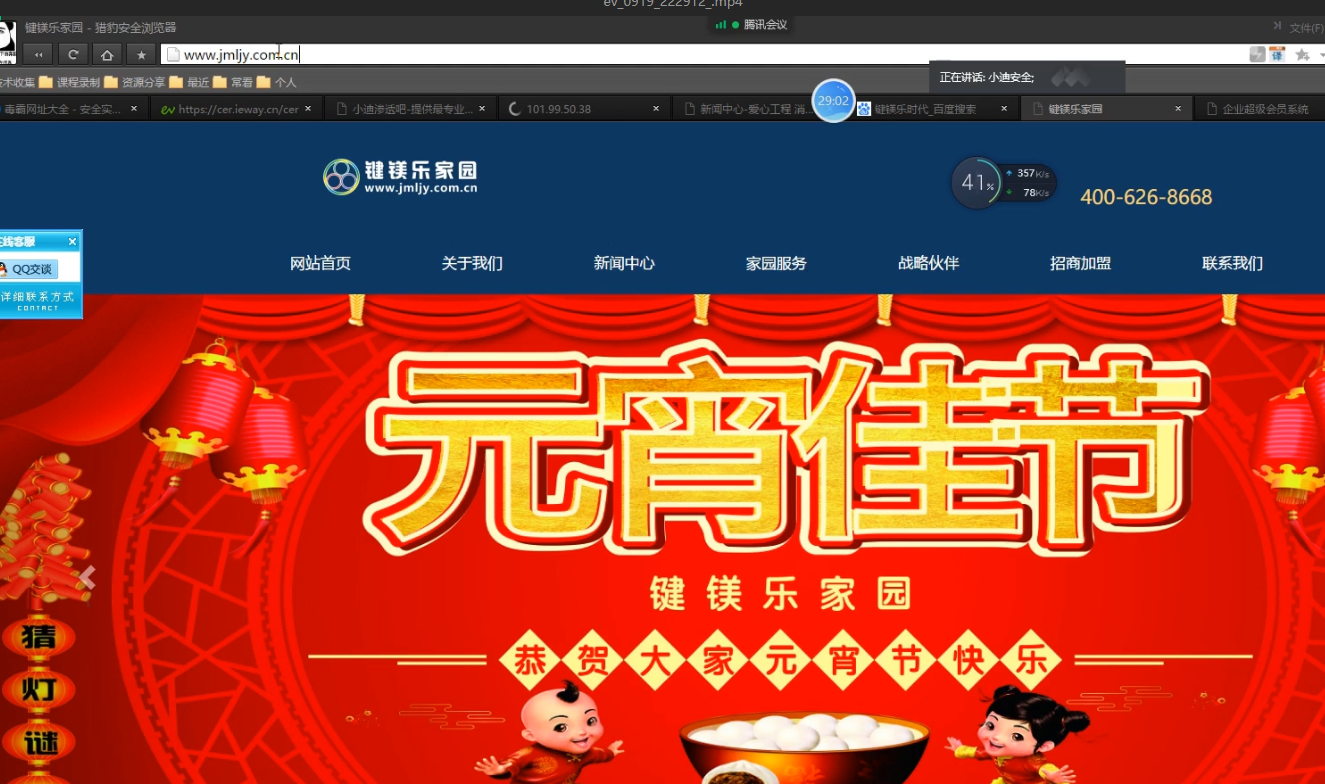 ev_0919_222912_.mp4
键镁乐家园 - 猎豹安全浏览器
腾讯会议
文件(F)
www.jmljy.com.cn
正在讲话: 小迪安全;
术收集 课程录制 资源分享 最近 常看 个人
毒霸网址大全 - 安全实...
https://cer.ieway.cn/cer
小迪渗透吧-提供最专业...
101.99.50.38
新闻中心-爱心工程 消...
29:02
键镁乐时代_百度搜索
键镁乐家园
企业超级会员系统
键镁乐家园
www.jmljy.com.cn
41%
357K/s
78K/s
400-626-8668
在线客服
QQ交谈
详细联系方式
CONTACT
网站首页 关于我们 新闻中心 家园服务 战略伙伴 招商加盟 联系我们
元宵佳节
键镁乐家园
恭贺大家元宵节快乐
猜
灯
谜